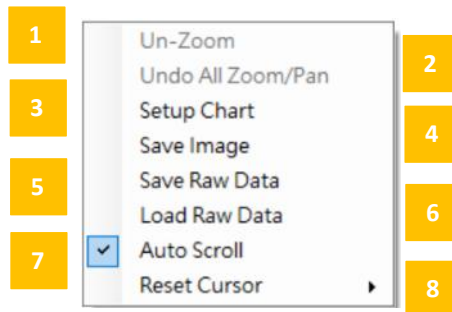 1
Un-Zoom
2
Undo All Zoom/Pan
3
Setup Chart
4
Save Image
5
Save Raw Data
6
Load Raw Data
7
Auto Scroll
8
Reset Cursor